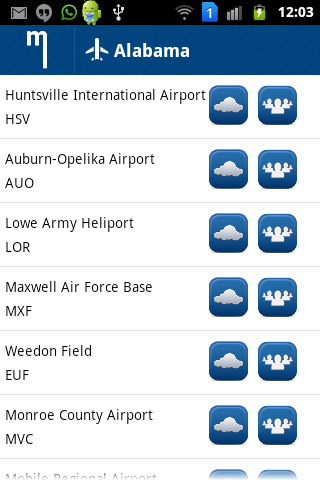 1
12:03
Alabama
Huntsville International Airport
HSV
Auburn-Opelika Airport
AUO
Lowe Army Heliport
LOR
Maxwell Air Force Base
MXF
Weedon Field
EUF
Monroe County Airport
MVC
Mobile Regional Airport